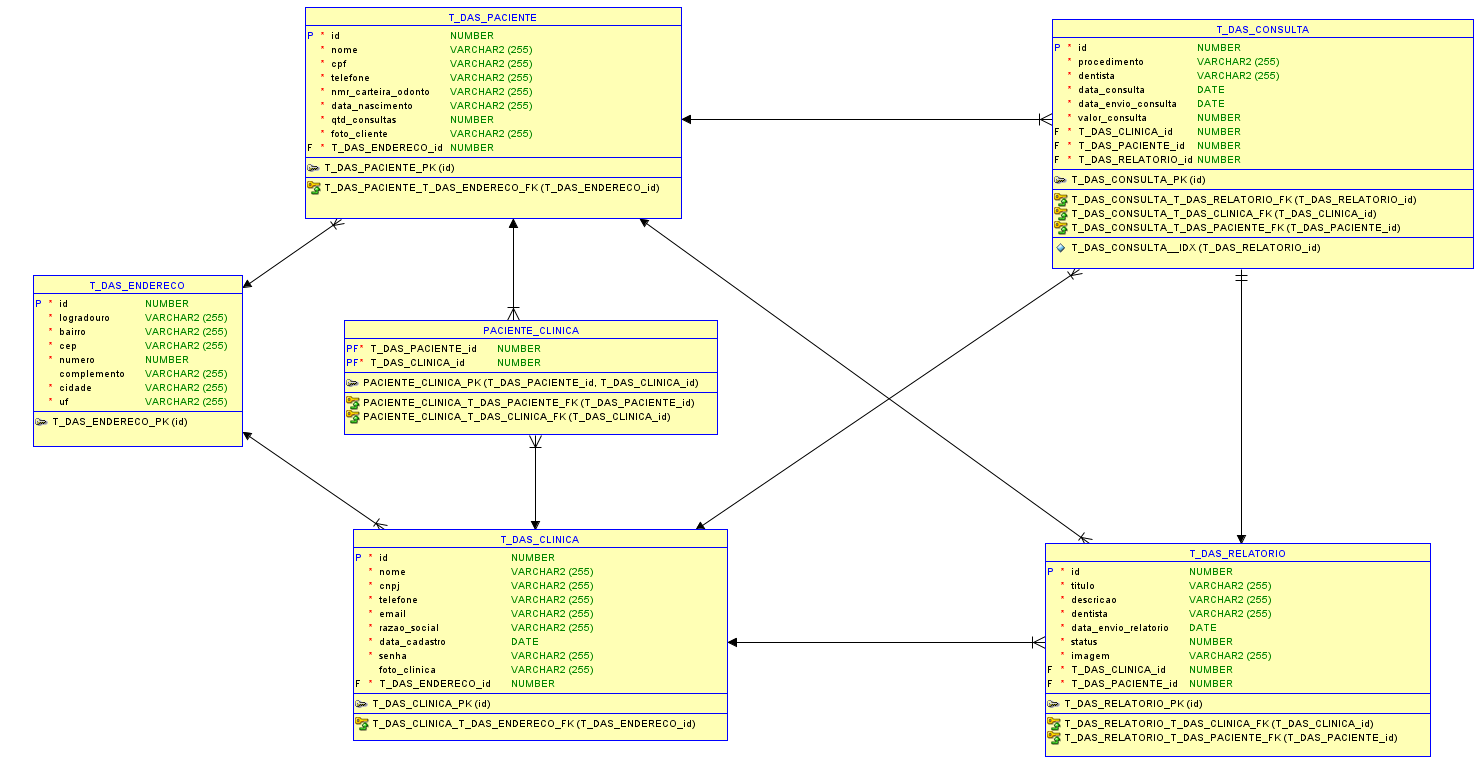 T_DAS_PACIENTE
P * id NUMBER
* nome VARCHAR2 (255)
* cpf VARCHAR2 (255)
* telefone VARCHAR2 (255)
* nmr_carteira_odonto VARCHAR2 (255)
* data_nascimento VARCHAR2 (255)
* qtd_consultas NUMBER
* foto_cliente VARCHAR2 (255)
F * T_DAS_ENDERECO_id NUMBER
T_DAS_PACIENTE_PK (id)
T_DAS_PACIENTE_T_DAS_ENDERECO_FK (T_DAS_ENDERECO_id)
T_DAS_CONSULTA
P * id NUMBER
* procedimento VARCHAR2 (255)
* dentista VARCHAR2 (255)
* data_consulta DATE
* data_envio_consulta DATE
* valor_consulta NUMBER
F * T_DAS_CLINICA_id NUMBER
F * T_DAS_PACIENTE_id NUMBER
F * T_DAS_RELATORIO_id NUMBER
T_DAS_CONSULTA_PK (id)
T_DAS_CONSULTA_T_DAS_RELATORIO_FK (T_DAS_RELATORIO_id)
T_DAS_CONSULTA_T_DAS_CLINICA_FK (T_DAS_CLINICA_id)
T_DAS_CONSULTA_T_DAS_PACIENTE_FK (T_DAS_PACIENTE_id)
T_DAS_CONSULTA__IDX (T_DAS_RELATORIO_id)
T_DAS_ENDERECO
P * id NUMBER
* logradouro VARCHAR2 (255)
* bairro VARCHAR2 (255)
* cep VARCHAR2 (255)
* numero NUMBER
complemento VARCHAR2 (255)
* cidade VARCHAR2 (255)
* uf VARCHAR2 (255)
T_DAS_ENDERECO_PK (id)
PACIENTE_CLINICA
PF* T_DAS_PACIENTE_id NUMBER
PF* T_DAS_CLINICA_id NUMBER
PACIENTE_CLINICA_PK (T_DAS_PACIENTE_id, T_DAS_CLINICA_id)
PACIENTE_CLINICA_T_DAS_PACIENTE_FK (T_DAS_PACIENTE_id)
PACIENTE_CLINICA_T_DAS_CLINICA_FK (T_DAS_CLINICA_id)
T_DAS_CLINICA
P * id NUMBER
* nome VARCHAR2 (255)
* cnpj VARCHAR2 (255)
* telefone VARCHAR2 (255)
* email VARCHAR2 (255)
* razao_social VARCHAR2 (255)
* data_cadastro DATE
* senha VARCHAR2 (255)
foto_clinica VARCHAR2 (255)
F * T_DAS_ENDERECO_id NUMBER
T_DAS_CLINICA_PK (id)
T_DAS_CLINICA_T_DAS_ENDERECO_FK (T_DAS_ENDERECO_id)
T_DAS_RELATORIO
P * id NUMBER
* titulo VARCHAR2 (255)
* descricao VARCHAR2 (255)
* dentista VARCHAR2 (255)
* data_envio_relatorio DATE
* status NUMBER
* imagem VARCHAR2 (255)
F * T_DAS_CLINICA_id NUMBER
F * T_DAS_PACIENTE_id NUMBER
T_DAS_RELATORIO_PK (id)
T_DAS_RELATORIO_T_DAS_CLINICA_FK (T_DAS_CLINICA_id)
T_DAS_RELATORIO_T_DAS_PACIENTE_FK (T_DAS_PACIENTE_id)